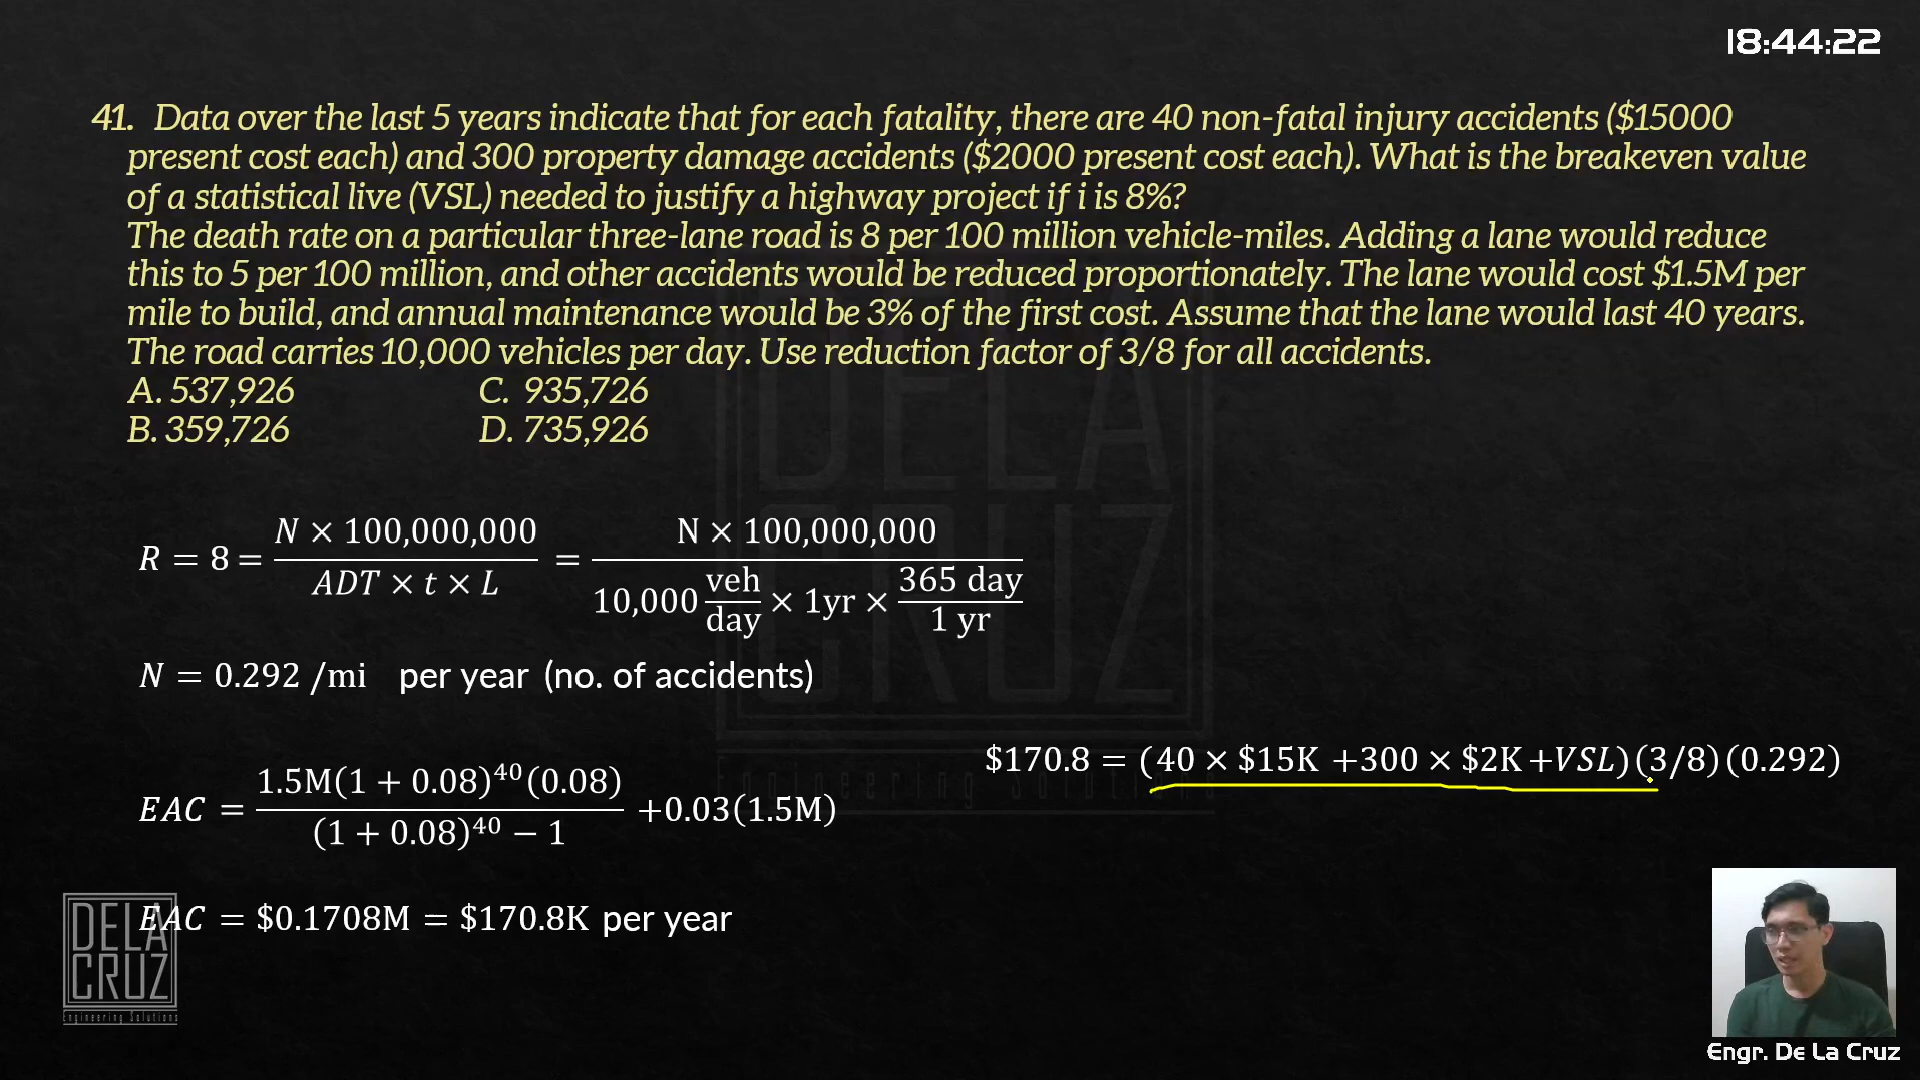 18:44:22
41. Data over the last 5 years indicate that for each fatality, there are 40 non-fatal injury accidents ($15000
present cost each) and 300 property damage accidents ($2000 present cost each). What is the breakeven value
of a statistical live (VSL) needed to justify a highway project if i is 8%?
The death rate on a particular three-lane road is 8 per 100 million vehicle-miles. Adding a lane would reduce
this to 5 per 100 million, and other accidents would be reduced proportionately. The lane would cost $1.5M per
mile to build, and annual maintenance would be 3% of the first cost. Assume that the lane would last 40 years.
The road carries 10,000 vehicles per day. Use reduction factor of 3/8 for all accidents.
A. 537,926 C. 935,726
B. 359,726 D. 735,926
R = 8 = N × 100,000,000 / ADT × t × L = N × 100,000,000 / 10,000 veh/day × 1yr × 365 day/1 yr
N = 0.292 /mi per year (no. of accidents)
$170.8 = (40 × $15K +300 × $2K+VSL)(3/8)(0.292)
EAC = 1.5M(1 + 0.08)^40(0.08) / (1 + 0.08)^40 − 1 +0.03(1.5M)
EAC = $0.1708M = $170.8K per year
DELA
CRUZ
Engineering Solutions
DELA
CRUZ
Engineering Solutions
Engr. De La Cruz